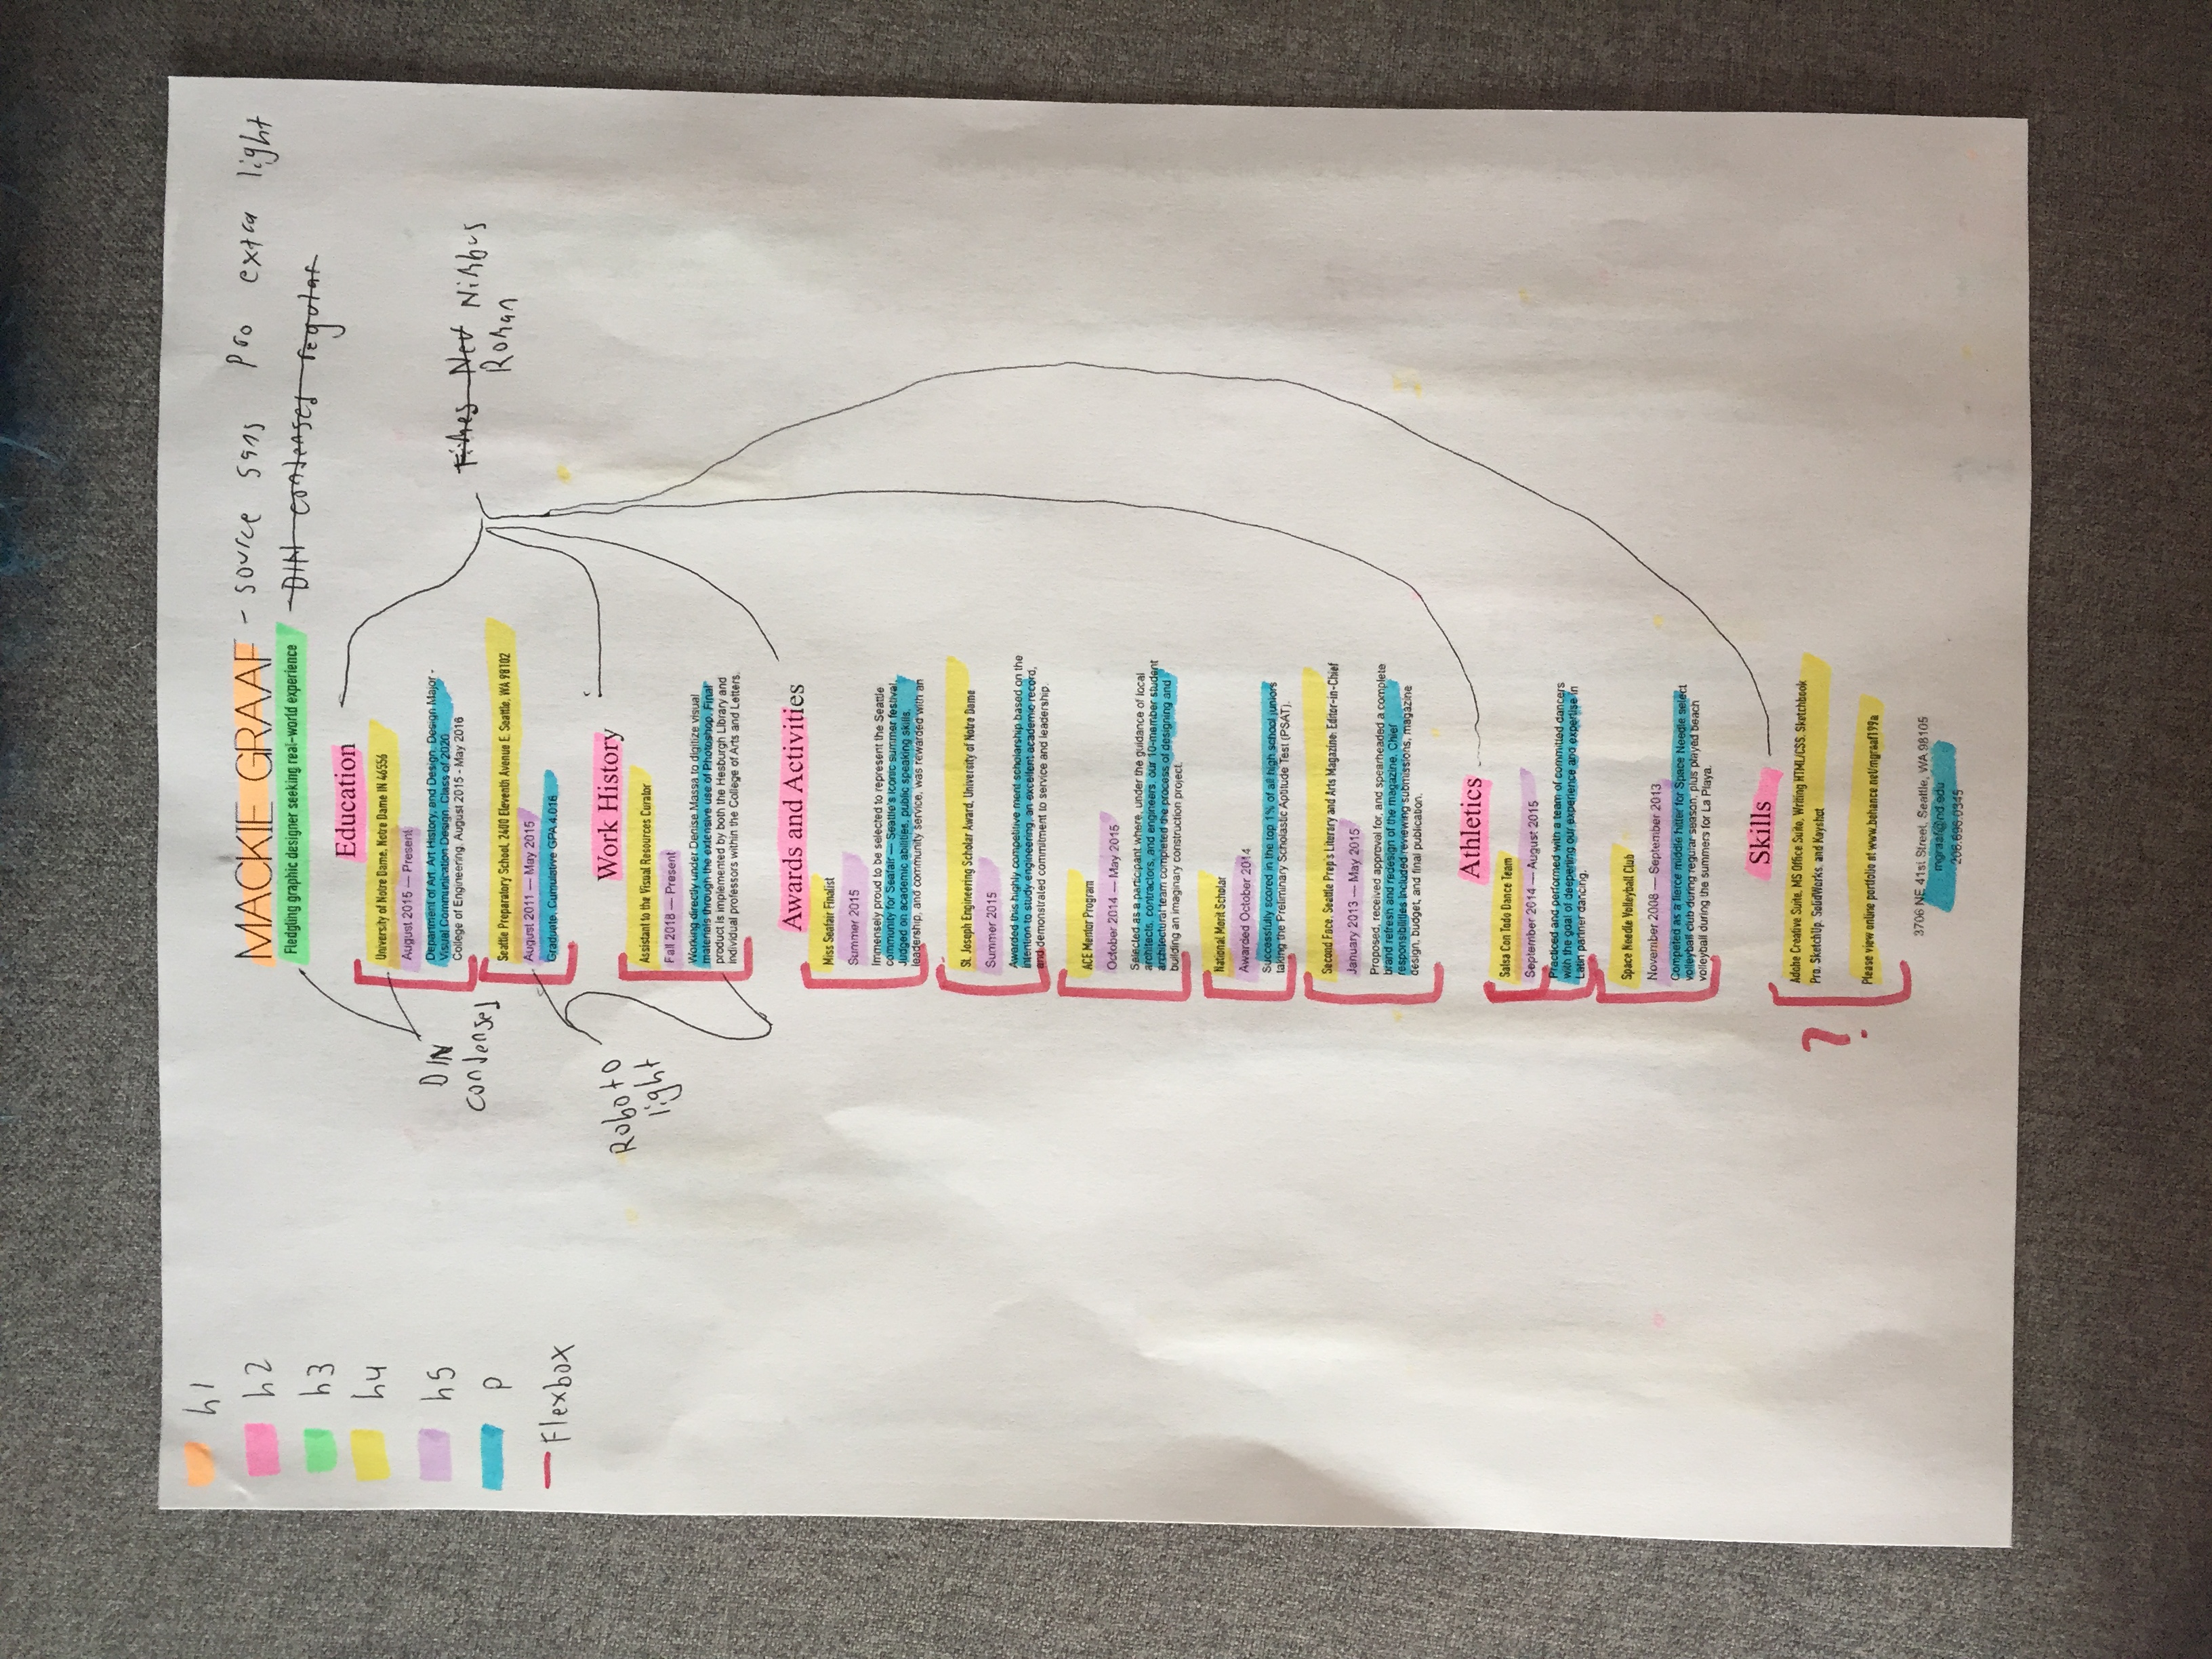 h1
h2
h3
h4
h5
p
Flexbox
MACKIE GRAAF - source sans pro extra light
Fledgling graphic designer seeking real-world experience DIN condensed regular
Education
University of Notre Dame, Notre Dame IN 46556
August 2015 — Present
Department of Art, Art History, and Design, Design Major -
Visual Communication Design, Class of 2020
College of Engineering, August 2015 - May 2016
DIN
condensed
Times New Nimbus
Roman
Seattle Preparatory School, 2400 Eleventh Avenue E. Seattle, WA 98102
August 2011 — May 2015
Graduate, Cumulative GPA 4.016
Roboto
light
Work History
Assistant to the Visual Resources Curator
Fall 2018 — Present
Working directly under Denise Massa to digitize visual
materials through the extensive use of Photoshop. Final
product is implemented by both the Hesburgh Library and
individual professors within the College of Arts and Letters.
Awards and Activities
Miss Seafair Finalist
Summer 2015
Immensely proud to be selected to represent the Seattle
community for Seafair — Seattle's iconic summer festival.
Judged on academic abilities, public speaking skills,
leadership, and community service, was rewarded with an
St. Joseph Engineering Scholar Award, University of Notre Dame
Summer 2015
Awarded this highly competitive merit scholarship based on the
intention to study engineering, an excellent academic record,
and demonstrated commitment to service and leadership.
ACE Mentor Program
October 2014 — May 2015
Selected as a participant where, under the guidance of local
architects, contractors, and engineers, our 10-member student
architectural team completed the process of designing and
building an imaginary construction project.
National Merit Scholar
Awarded October 2014
Successfully scored in the top 1% of all high school juniors
taking the Preliminary Scholastic Aptitude Test (PSAT).
Second Face, Seattle Prep's Literary and Arts Magazine: Editor-in-Chief
January 2013 — May 2015
Proposed, received approval for, and spearheaded a complete
brand refresh and redesign of the magazine. Chief
responsibilities included reviewing submissions, magazine
design, budget, and final publication.
Athletics
Salsa Con Todo Dance Team
September 2014 — August 2015
Practiced and performed with a team of committed dancers
with the goal of deepening our experience and expertise in
Latin partner dancing.
Space Needle Volleyball Club
November 2008 — September 2013
Competed as a fierce middle hitter for Space Needle select
volleyball club during regular season, plus played beach
volleyball during the summers for La Playa.
Skills
?
Adobe Creative Suite, MS Office Suite, Writing HTML/CSS, Sketchbook
Pro, SketchUp, SolidWorks, and Keyshot
Please view online portfolio at www.behance.net/mgraaf199a
3706 NE 41st Street, Seattle, WA 98105
mgraaf@nd.edu
206.696.0345